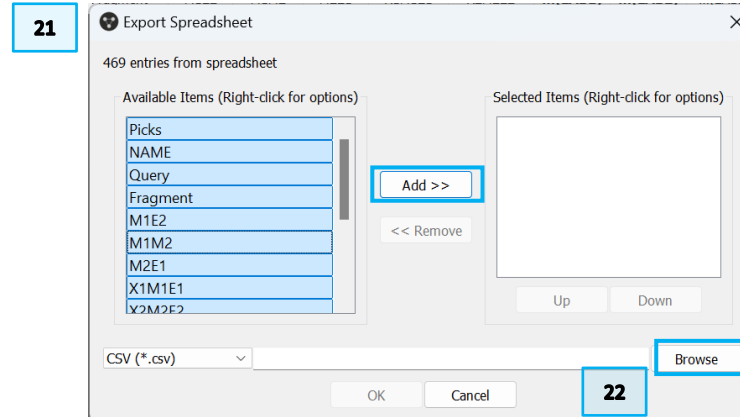 21
Export Spreadsheet
469 entries from spreadsheet
Available Items (Right-click for options)
Selected Items (Right-click for options)
Picks
NAME
Query
Fragment
M1E2
M1M2
M2E1
X1M1E1
X2M2E2
Add >>
<< Remove
Up
Down
CSV (*.csv)
Browse
OK
Cancel
22